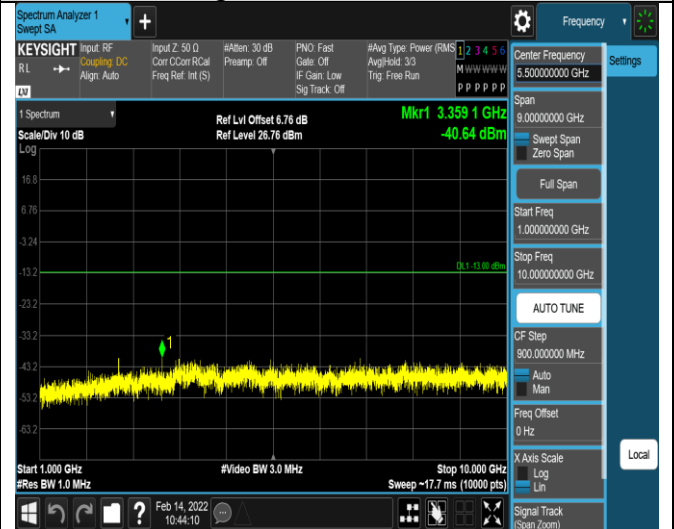 Spectrum Analyzer 1
Swept SA
Frequency
KEYSIGHT
RL
LXI
Input: RF
Coupling: DC
Align: Auto
Input Z: 50 Ω
Corr CCorr RCal
Freq Ref: Int (S)
#Atten: 30 dB
Preamp: Off
PNO: Fast
Gate: Off
IF Gain: Low
Sig Track: Off
#Avg Type: Power (RMS
Avg|Hold: 3/3
Trig: Free Run
1 2 3 4 5 6
M W W W W W
P P P P P P
1 Spectrum
Scale/Div 10 dB
Log
Ref Lvl Offset 6.76 dB
Ref Level 26.76 dBm
Mkr1 3.359 1 GHz
-40.64 dBm
16.8
6.76
-3.24
-13.2
DL1 -13.00 dBm
-23.2
-33.2
1
-43.2
-53.2
-63.2
Start 1.000 GHz
#Res BW 1.0 MHz
#Video BW 3.0 MHz
Stop 10.000 GHz
Sweep ~17.7 ms (10000 pts)
Feb 14, 2022
10:44:10
Center Frequency
5.500000000 GHz
Span
9.00000000 GHz
Swept Span
Zero Span
Full Span
Start Freq
1.000000000 GHz
Stop Freq
10.000000000 GHz
AUTO TUNE
CF Step
900.000000 MHz
Auto
Man
Freq Offset
0 Hz
X Axis Scale
Log
Lin
Signal Track
(Span Zoom)
Settings
Local